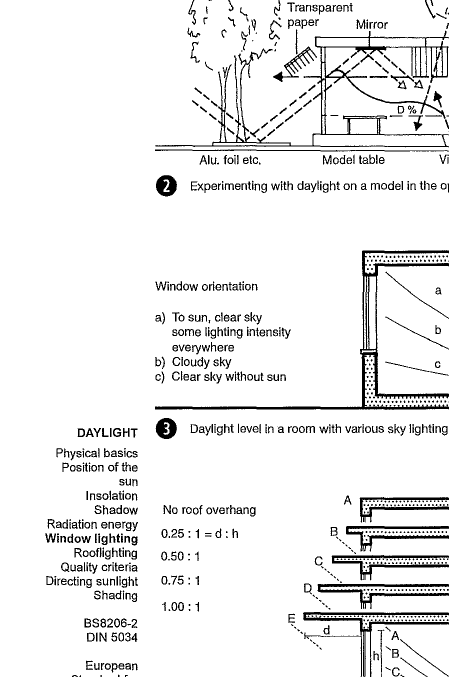 Transparent
paper
Mirror
D %
Alu. foil etc.
Model table
2 Experimenting with daylight on a model in the
Window orientation
a) To sun, clear sky
some lighting intensity
everywhere
b) Cloudy sky
c) Clear sky without sun
a
b
c
3 Daylight level in a room with various sky lighting
DAYLIGHT
Physical basics
Position of the
sun
Insolation
Shadow
Radiation energy
Window lighting
Rooflighting
Quality criteria
Directing sunlight
Shading
BS8206-2
DIN 5034
European
No roof overhang
0.25 : 1 = d : h
0.50 : 1
0.75 : 1
1.00 : 1
A
B
C
D
E
d
h
A
B
C